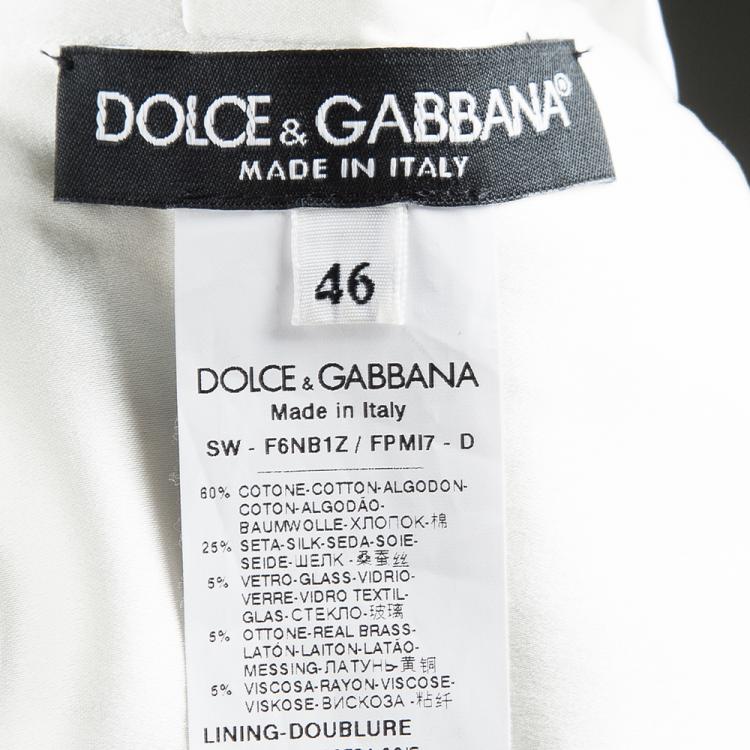 DOLCE & GABBANA®
MADE IN ITALY
46
DOLCE & GABBANA
Made in Italy
SW - F6NB1Z / FPMI7 - D
60% COTONE-COTTON-ALGODON-
COTON-ALGODÃO-
BAUMWOLLE-ХЛОПОК-棉
25% SETA-SILK-SEDA-SOIE-
SEIDE-ШЕЛК-桑蚕丝
5% VETRO-GLASS-VIDRIO-
VERRE-VIDRO TEXTIL-
GLAS-СТЕКЛО-玻璃
5% OTTONE-REAL BRASS-
LATÓN-LAITON-LATÃO-
MESSING-ЛАТУНЬ-黄铜
5% VISCOSA-RAYON-VISCOSE-
VISKOSE-ВИСКОЗА-粘纤
LINING-DOUBLURE